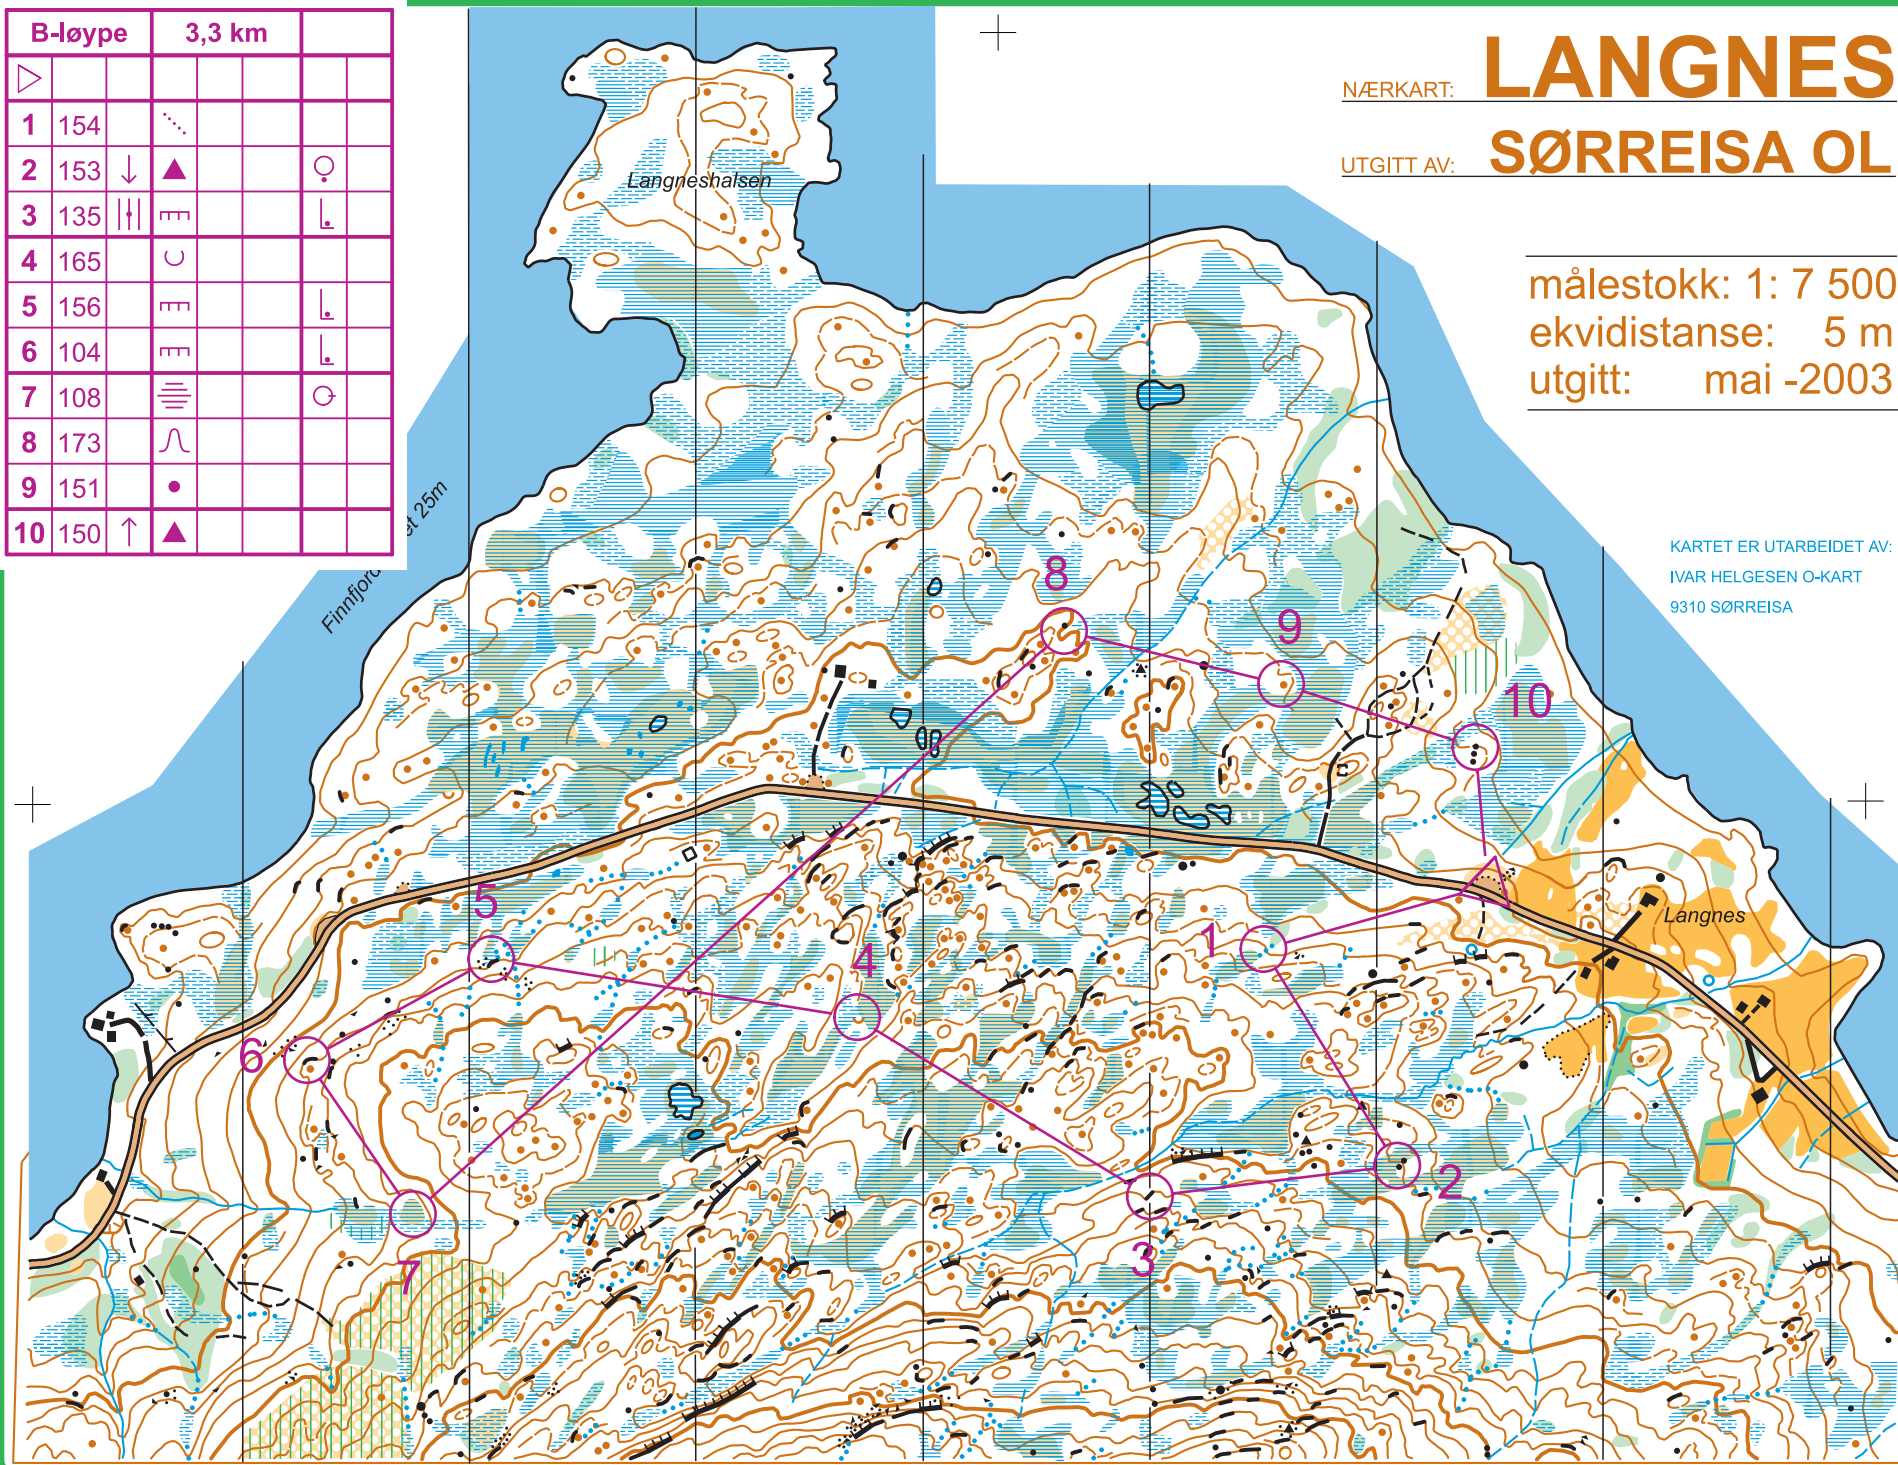 B-løype 3,3 km
1 154
2 153
3 135
4 165
5 156
6 104
7 108
8 173
9 151
10 150
NÆRKART: LANGNES
UTGITT AV: SØRREISA OL
målestokk: 1: 7 500
ekvidistanse: 5 m
utgitt: mai -2003
KARTET ER UTARBEIDET AV:
IVAR HELGESEN O-KART
9310 SØRREISA
Langneshalsen
25m
8
9
10
5
1
4
Langnes
6
2
3
7